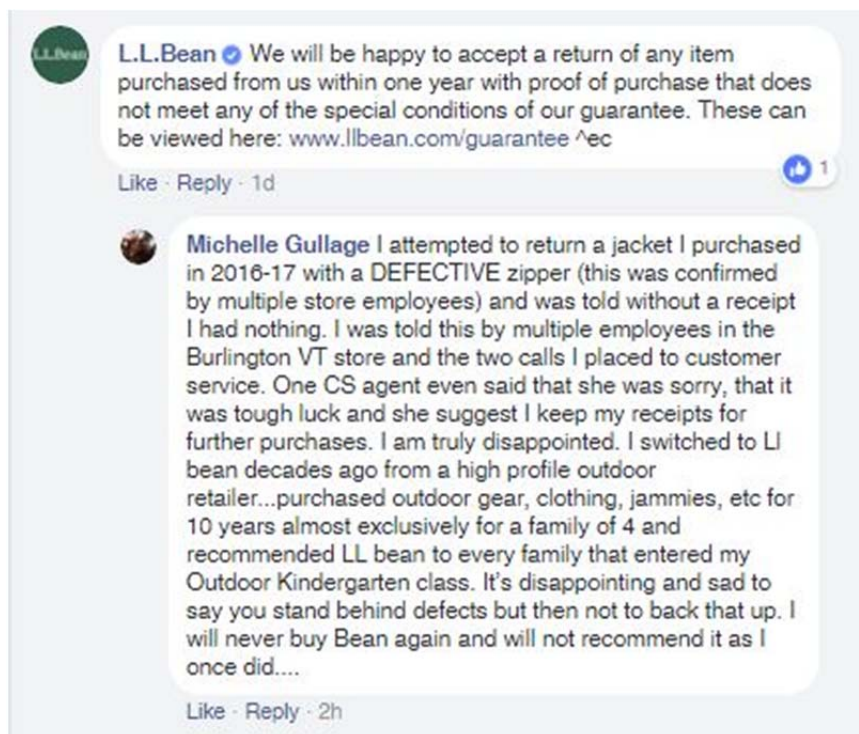 L.L.Bean
L.L.Bean We will be happy to accept a return of any item
purchased from us within one year with proof of purchase that does
not meet any of the special conditions of our guarantee. These can
be viewed here: www.llbean.com/guarantee ^ec
1
Like · Reply · 1d
Michelle Gullage I attempted to return a jacket I purchased
in 2016-17 with a DEFECTIVE zipper (this was confirmed
by multiple store employees) and was told without a receipt
I had nothing. I was told this by multiple employees in the
Burlington VT store and the two calls I placed to customer
service. One CS agent even said that she was sorry, that it
was tough luck and she suggest I keep my receipts for
further purchases. I am truly disappointed. I switched to Ll
bean decades ago from a high profile outdoor
retailer...purchased outdoor gear, clothing, jammies, etc for
10 years almost exclusively for a family of 4 and
recommended LL bean to every family that entered my
Outdoor Kindergarten class. It's disappointing and sad to
say you stand behind defects but then not to back that up. I
will never buy Bean again and will not recommend it as I
once did....
Like · Reply · 2h